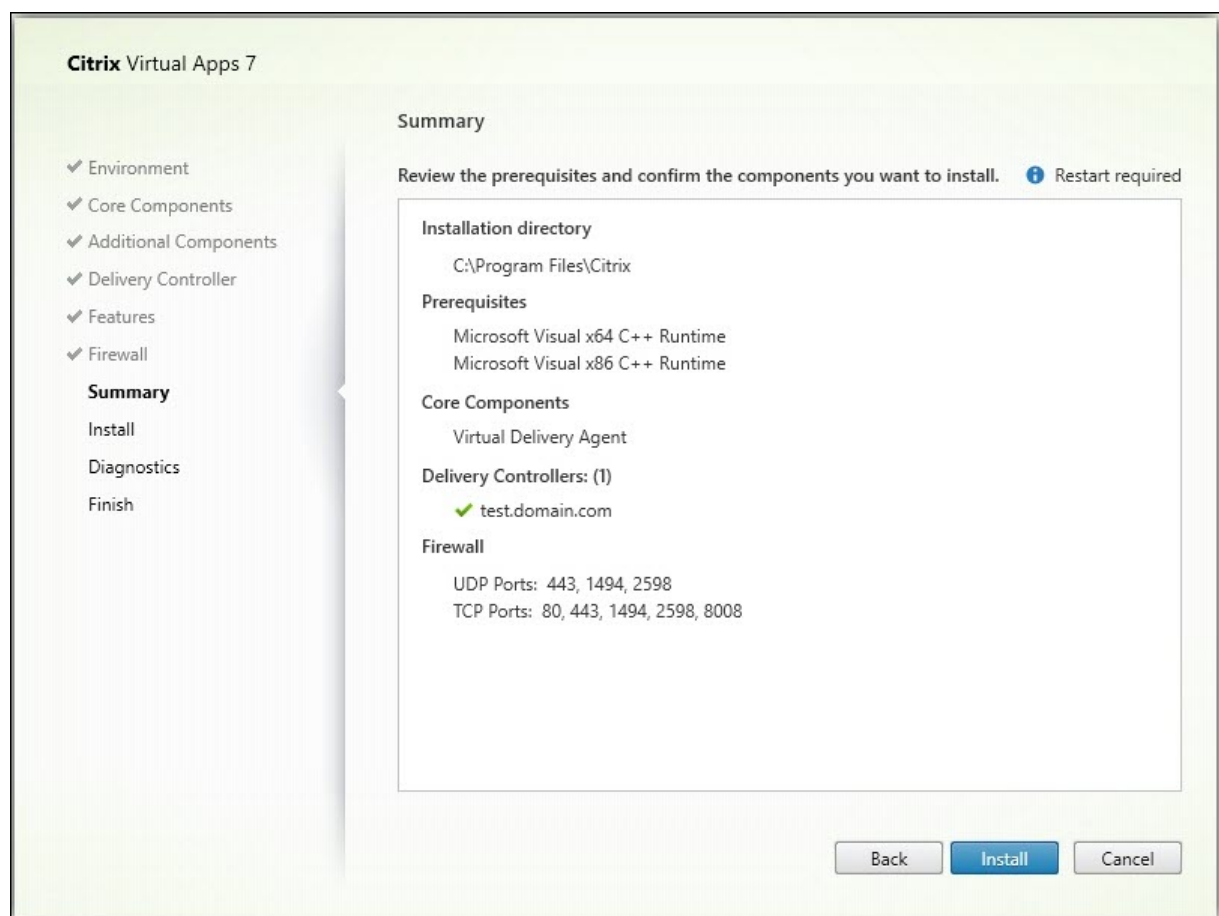 Citrix Virtual Apps 7
Environment
Core Components
Additional Components
Delivery Controller
Features
Firewall
Summary
Install
Diagnostics
Finish
Summary
Review the prerequisites and confirm the components you want to install.
Restart required
Installation directory
C:\Program Files\Citrix
Prerequisites
Microsoft Visual x64 C++ Runtime
Microsoft Visual x86 C++ Runtime
Core Components
Virtual Delivery Agent
Delivery Controllers: (1)
test.domain.com
Firewall
UDP Ports: 443, 1494, 2598
TCP Ports: 80, 443, 1494, 2598, 8008
Back
Install
Cancel